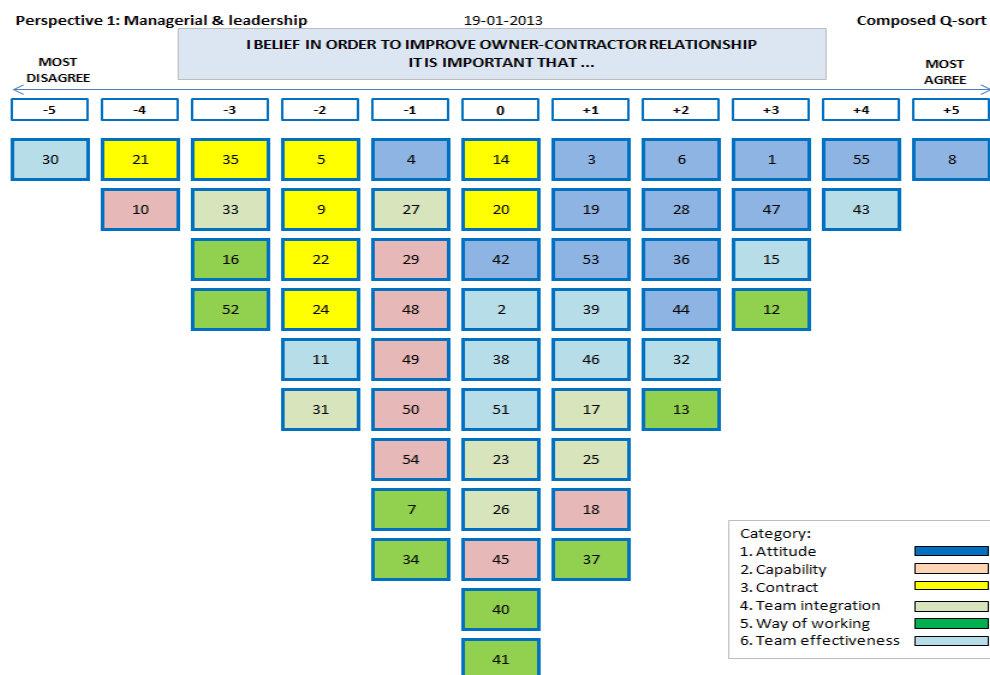 Perspective 1: Managerial & leadership 19-01-2013 Composed Q-sort
I BELIEF IN ORDER TO IMPROVE OWNER-CONTRACTOR RELATIONSHIP
IT IS IMPORTANT THAT ...
MOST
DISAGREE
MOST
AGREE
-5 -4 -3 -2 -1 0 +1 +2 +3 +4 +5
30 21 35 5 4 14 3 6 1 55 8
10 33 9 27 20 19 28 47 43
16 22 29 42 53 36 15
52 24 48 2 39 44 12
11 49 38 46 32
31 50 51 17 13
54 23 25
7 26 18
34 45 37
40
41
Category:
1. Attitude
2. Capability
3. Contract
4. Team integration
5. Way of working
6. Team effectiveness